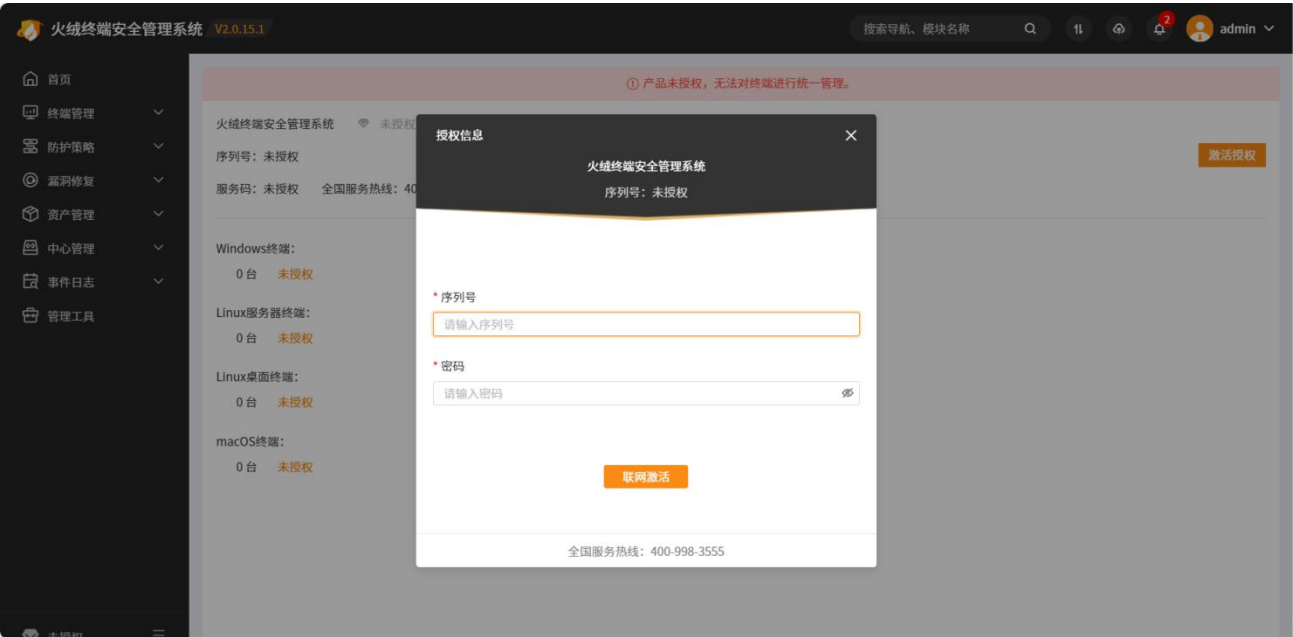 火绒终端安全管理系统 V2.0.15.1 搜索导航、模块名称 2 admin
首页
终端管理
防护策略
漏洞修复
资产管理
中心管理
事件日志
管理工具
未授权
产品未授权，无法对终端进行统一管理。
火绒终端安全管理系统 未授权
序列号：未授权 激活授权
服务码：未授权 全国服务热线：40
Windows终端：
0 台 未授权
Linux服务器终端：
0 台 未授权
Linux桌面终端：
0 台 未授权
macOS终端：
0 台 未授权
授权信息
火绒终端安全管理系统
序列号：未授权
* 序列号
请输入序列号
* 密码
请输入密码
联网激活
全国服务热线：400-998-3555